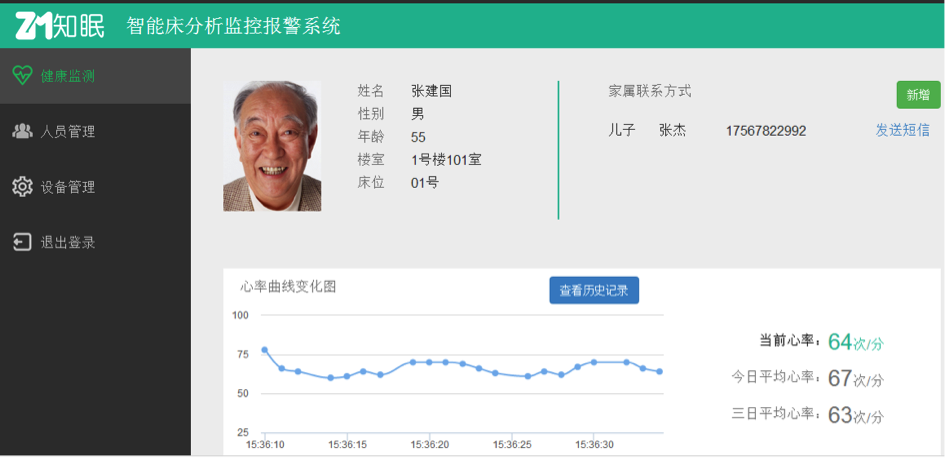 ZM知眠 智能床分析监控报警系统
健康监测
人员管理
设备管理
退出登录
姓名 张建国
性别 男
年龄 55
楼室 1号楼101室
床位 01号
家属联系方式 新增
儿子 张杰 17567822992 发送短信
心率曲线变化图 查看历史记录
100
75
50
25
15:36:10 15:36:15 15:36:20 15:36:25 15:36:30
当前心率：64次/分
今日平均心率：67次/分
三日平均心率：63次/分